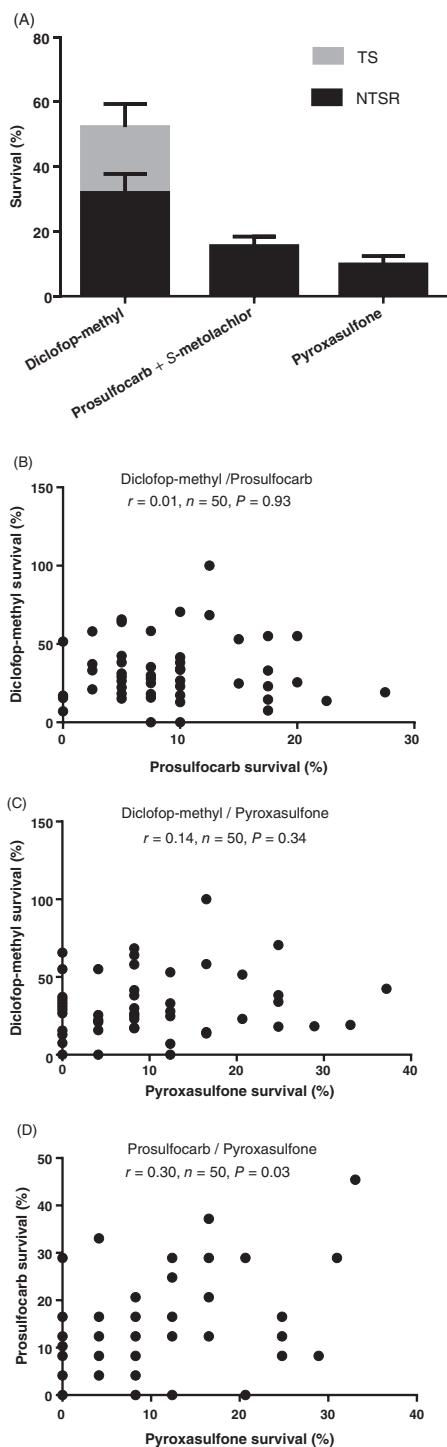 (A)
80
60
40
20
0
Survival (%)
TS
NTSR
Diclofop-methyl
Prosulfocarb + S-metolachlor
Pyroxasulfone
(B)
Diclofop-methyl /Prosulfocarb
r = 0.01, n = 50, P = 0.93
150
100
50
0
Diclofop-methyl survival (%)
0 10 20 30
Prosulfocarb survival (%)
(C)
Diclofop-methyl / Pyroxasulfone
r = 0.14, n = 50, P = 0.34
150
100
50
0
Diclofop-methyl survival (%)
0 10 20 30 40
Pyroxasulfone survival (%)
(D)
Prosulfocarb / Pyroxasulfone
r = 0.30, n = 50, P = 0.03
50
40
30
20
10
0
Prosulfocarb survival (%)
0 10 20 30 40
Pyroxasulfone survival (%)